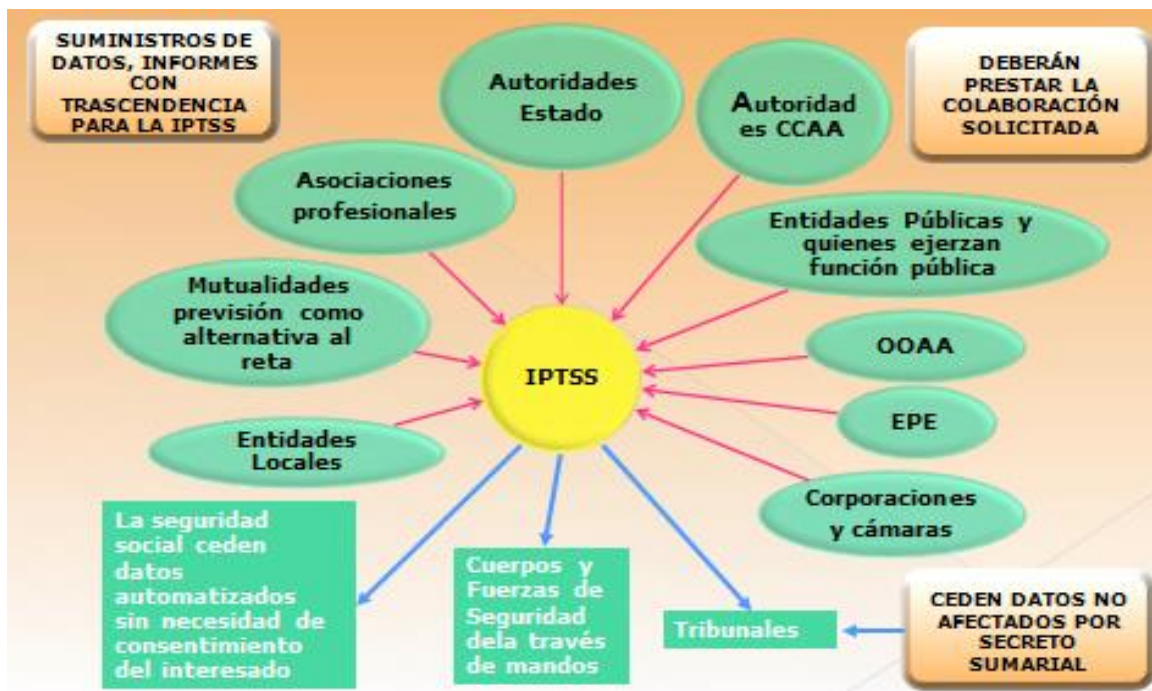 SUMINISTROS DE
DATOS, INFORMES
CON
TRASCENDENCIA
PARA LA IPTSS
Autoridades
Estado
Autoridad
es CCAA
DEBERÁN
PRESTAR LA
COLABORACIÓN
SOLICITADA
Asociaciones
profesionales
Entidades Públicas y
quienes ejerzan
función pública
Mutualidades
previsión como
alternativa al
reta
IPTSS
OOAA
EPE
Entidades
Locales
Corporaciones
y cámaras
La seguridad
social ceden
datos
automatizados
sin necesidad de
consentimiento
del interesado
Cuerpos y
Fuerzas de
Seguridad
dela través
de mandos
Tribunales
CEDEN DATOS NO
AFECTADOS POR
SECRETO
SUMARIAL